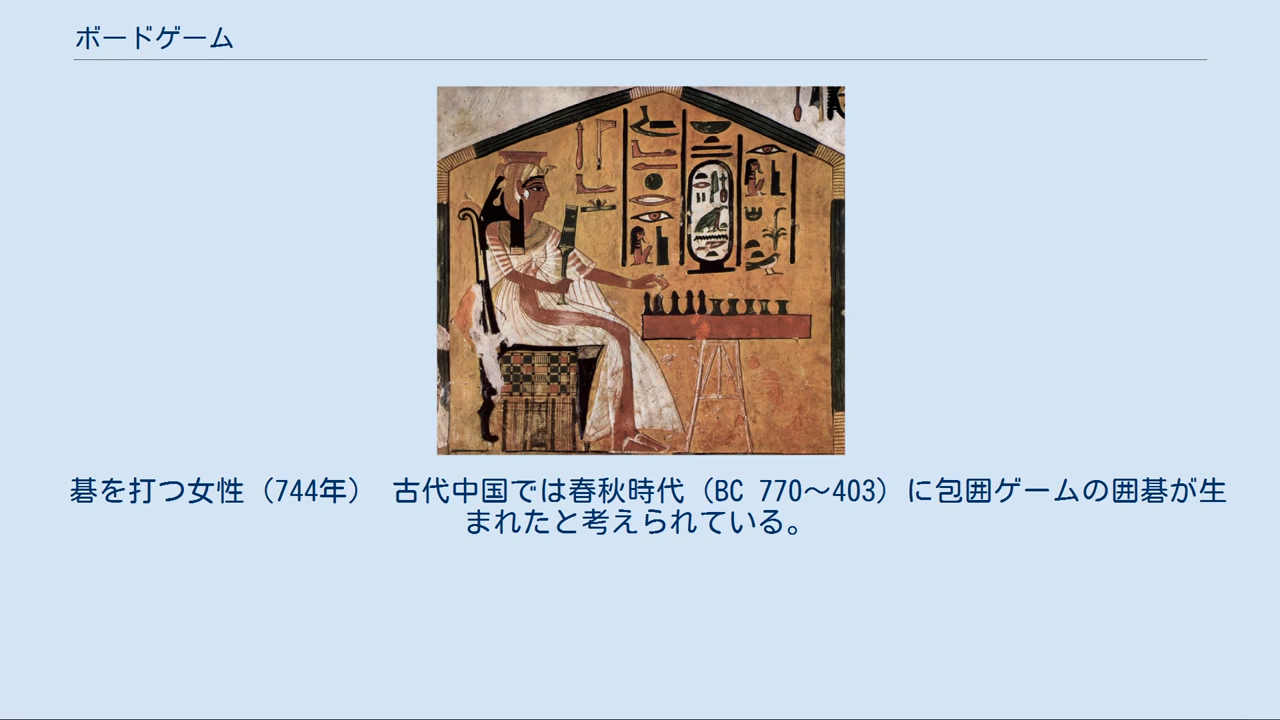 ボードゲーム
碁を打つ女性（744年）　古代中国では春秋時代（BC 770～403）に包囲ゲームの囲碁が生
まれたと考えられている。